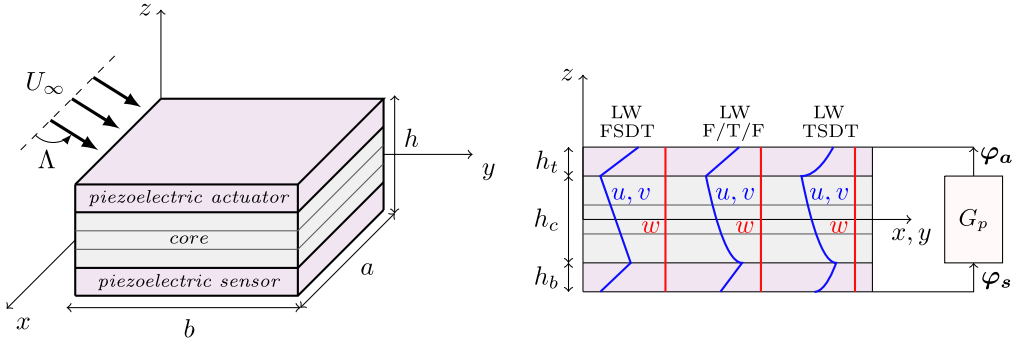 z
U∞
Λ
h
y
piezoelectric actuator
core
piezoelectric sensor
a
x
b
z
LW
FSDT
LW
F/T/F
LW
TSDT
h_t
φ_a
u, v
u, v
u, v
h_c
w
w
w
G_p
x, y
h_b
φ_s